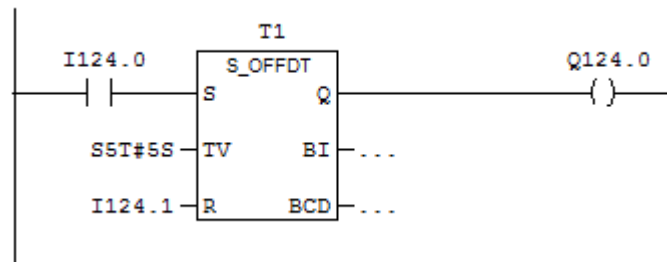 T1
I124.0 S_OFFDT Q124.0
S Q
S5T#5S TV BI ...
I124.1 R BCD ...